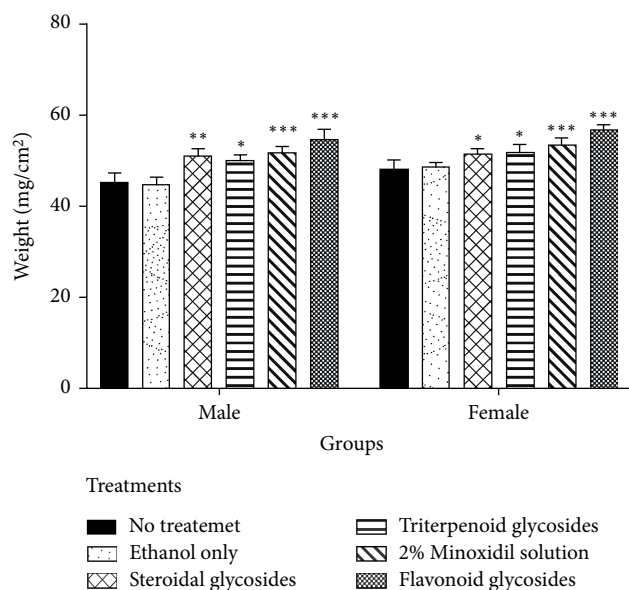 80
60
40
20
0
Weight (mg/cm²)
** * *** ***
* * *** ***
Male Female
Groups
Treatments
No treatemet
Ethanol only
Steroidal glycosides
Triterpenoid glycosides
2% Minoxidil solution
Flavonoid glycosides